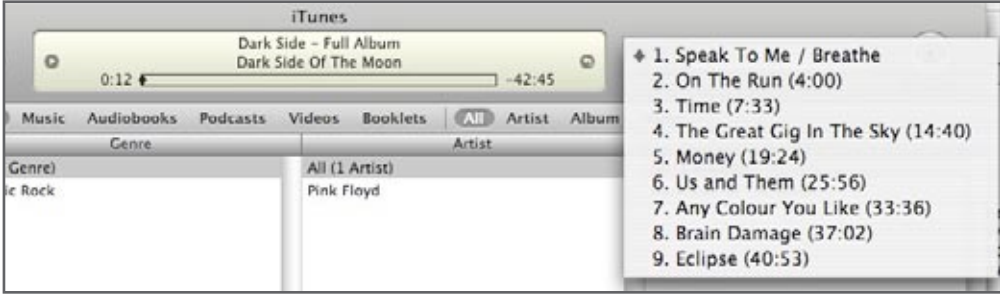 iTunes
Dark Side – Full Album
Dark Side Of The Moon
0:12 -42:45
Music Audiobooks Podcasts Videos Booklets All Artist Album
Genre Artist
Genre) All (1 Artist)
ic Rock Pink Floyd
1. Speak To Me / Breathe
2. On The Run (4:00)
3. Time (7:33)
4. The Great Gig In The Sky (14:40)
5. Money (19:24)
6. Us and Them (25:56)
7. Any Colour You Like (33:36)
8. Brain Damage (37:02)
9. Eclipse (40:53)